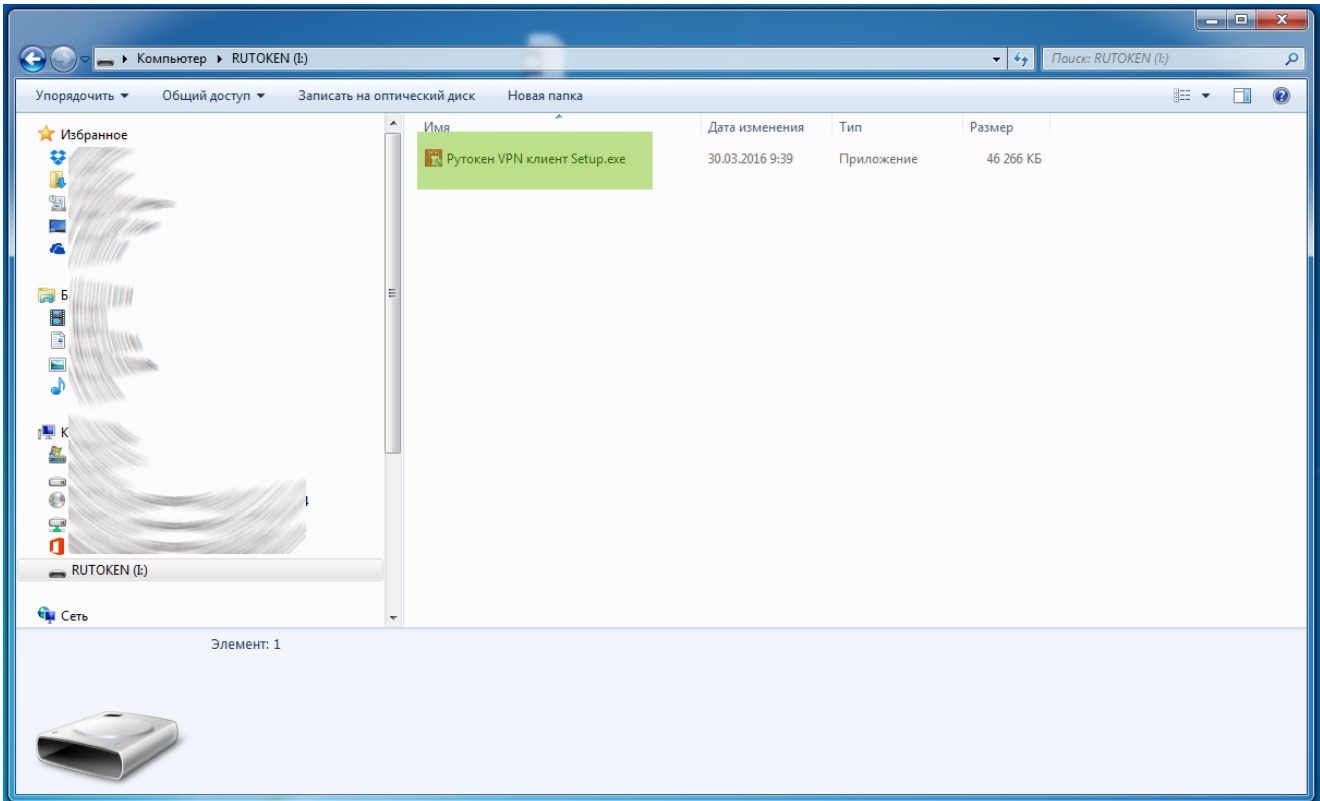 Компьютер RUTOKEN (I:)
Поиск: RUTOKEN (I:)
Упорядочить Общий доступ Записать на оптический диск Новая папка
Избранное
Б
К
RUTOKEN (I:)
Сеть
Имя Дата изменения Тип Размер
Рутокен VPN клиент Setup.exe 30.03.2016 9:39 Приложение 46 266 КБ
Элемент: 1